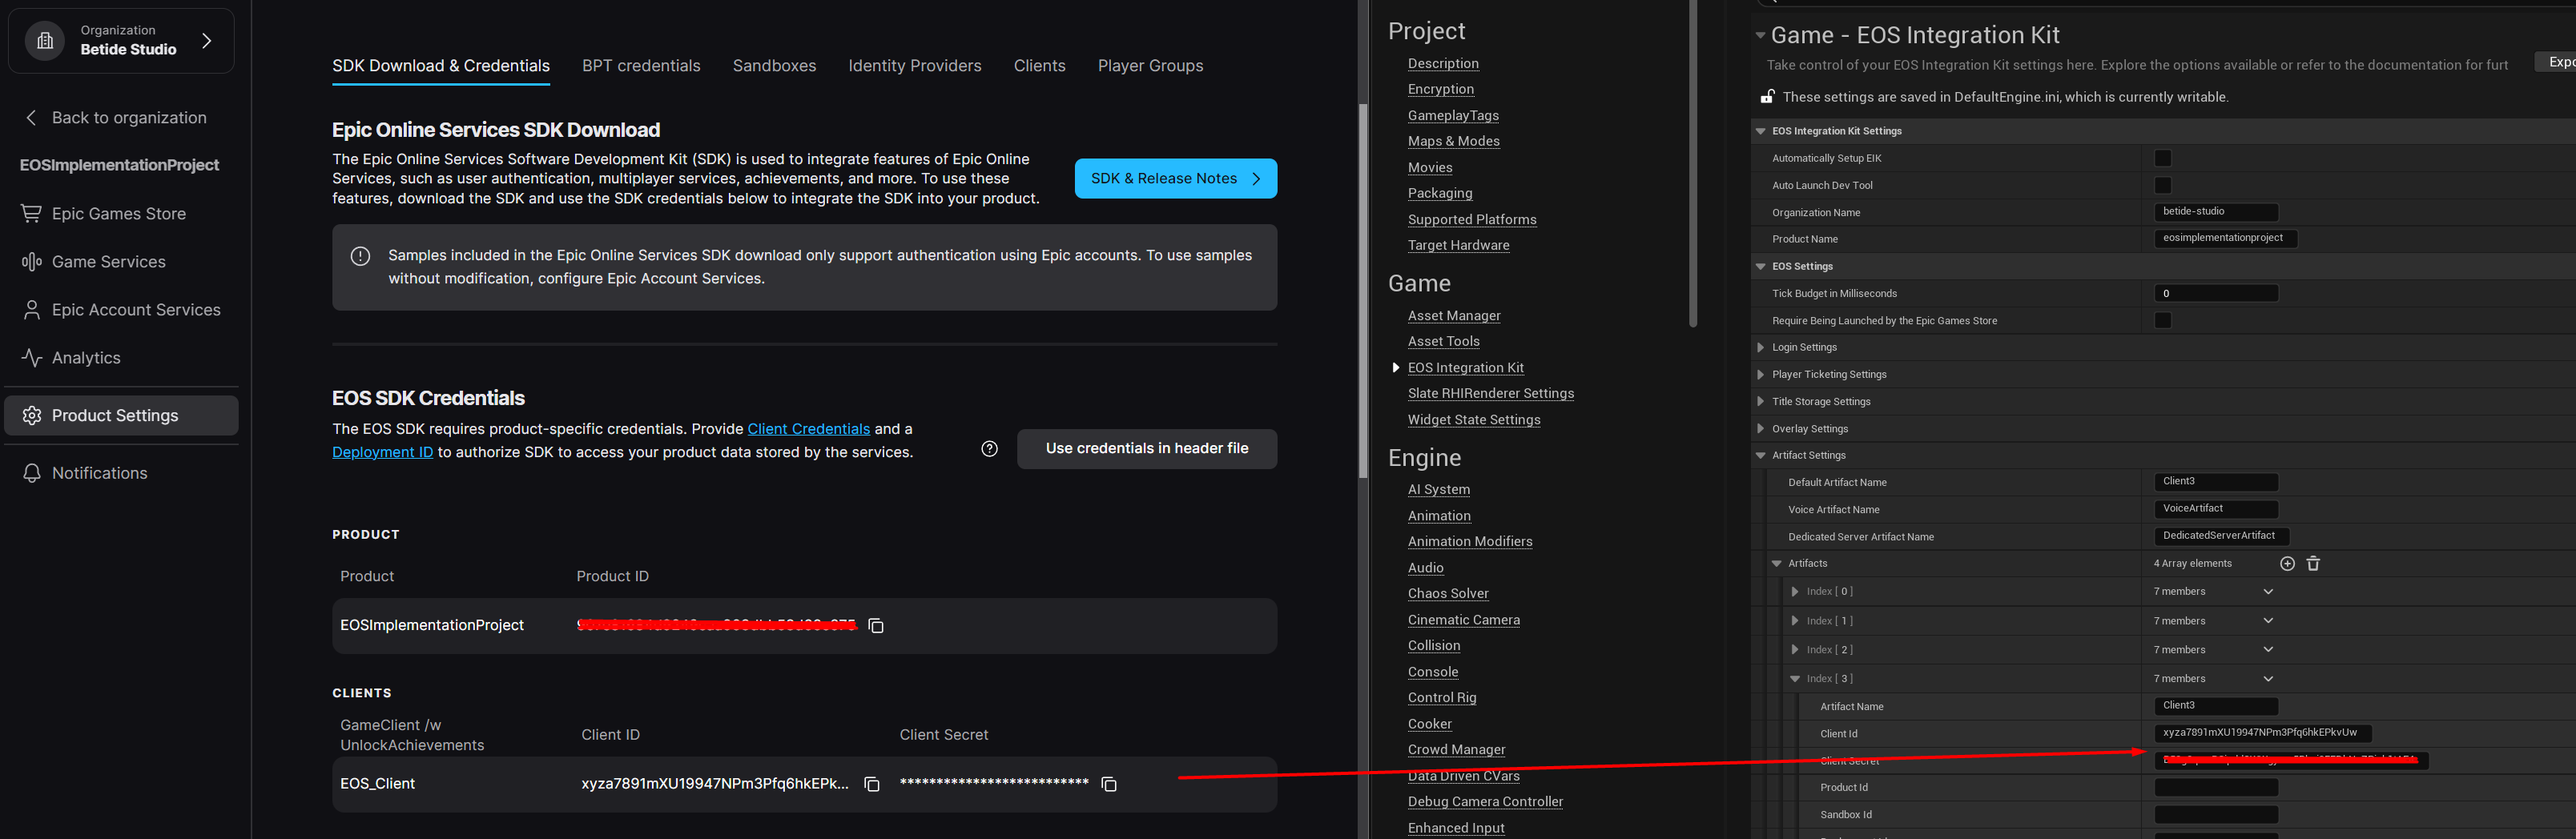 Organization
Betide Studio
Back to organization
EOSImplementationProject
Epic Games Store
Game Services
Epic Account Services
Analytics
Product Settings
Notifications
SDK Download & Credentials
BPT credentials
Sandboxes
Identity Providers
Clients
Player Groups
Epic Online Services SDK Download
The Epic Online Services Software Development Kit (SDK) is used to integrate features of Epic Online
Services, such as user authentication, multiplayer services, achievements, and more. To use these
features, download the SDK and use the SDK credentials below to integrate the SDK into your product.
SDK & Release Notes
Samples included in the Epic Online Services SDK download only support authentication using Epic accounts. To use samples
without modification, configure Epic Account Services.
EOS SDK Credentials
The EOS SDK requires product-specific credentials. Provide Client Credentials and a
Deployment ID to authorize SDK to access your product data stored by the services.
Use credentials in header file
PRODUCT
Product
Product ID
EOSImplementationProject
CLIENTS
GameClient /w
UnlockAchievements
Client ID
Client Secret
EOS_Client
xyza7891mXU19947NPm3Pfq6hkEPk...
**************************
Project
Description
Encryption
GameplayTags
Maps & Modes
Movies
Packaging
Supported Platforms
Target Hardware
Game
Asset Manager
Asset Tools
EOS Integration Kit
Slate RHIRenderer Settings
Widget State Settings
Engine
AI System
Animation
Animation Modifiers
Audio
Chaos Solver
Cinematic Camera
Collision
Console
Control Rig
Cooker
Crowd Manager
Data Driven CVars
Debug Camera Controller
Enhanced Input
Game - EOS Integration Kit
Take control of your EOS Integration Kit settings here. Explore the options available or refer to the documentation for furt
Expo
These settings are saved in DefaultEngine.ini, which is currently writable.
EOS Integration Kit Settings
Automatically Setup EIK
Auto Launch Dev Tool
Organization Name
betide-studio
Product Name
eosimplementationproject
EOS Settings
Tick Budget in Milliseconds
0
Require Being Launched by the Epic Games Store
Login Settings
Player Ticketing Settings
Title Storage Settings
Overlay Settings
Artifact Settings
Default Artifact Name
Client3
Voice Artifact Name
VoiceArtifact
Dedicated Server Artifact Name
DedicatedServerArtifact
Artifacts
4 Array elements
Index [ 0 ]
7 members
Index [ 1 ]
7 members
Index [ 2 ]
7 members
Index [ 3 ]
7 members
Artifact Name
Client3
Client Id
xyza7891mXU19947NPm3Pfq6hkEPkvUw
Client Secret
Product Id
Sandbox Id